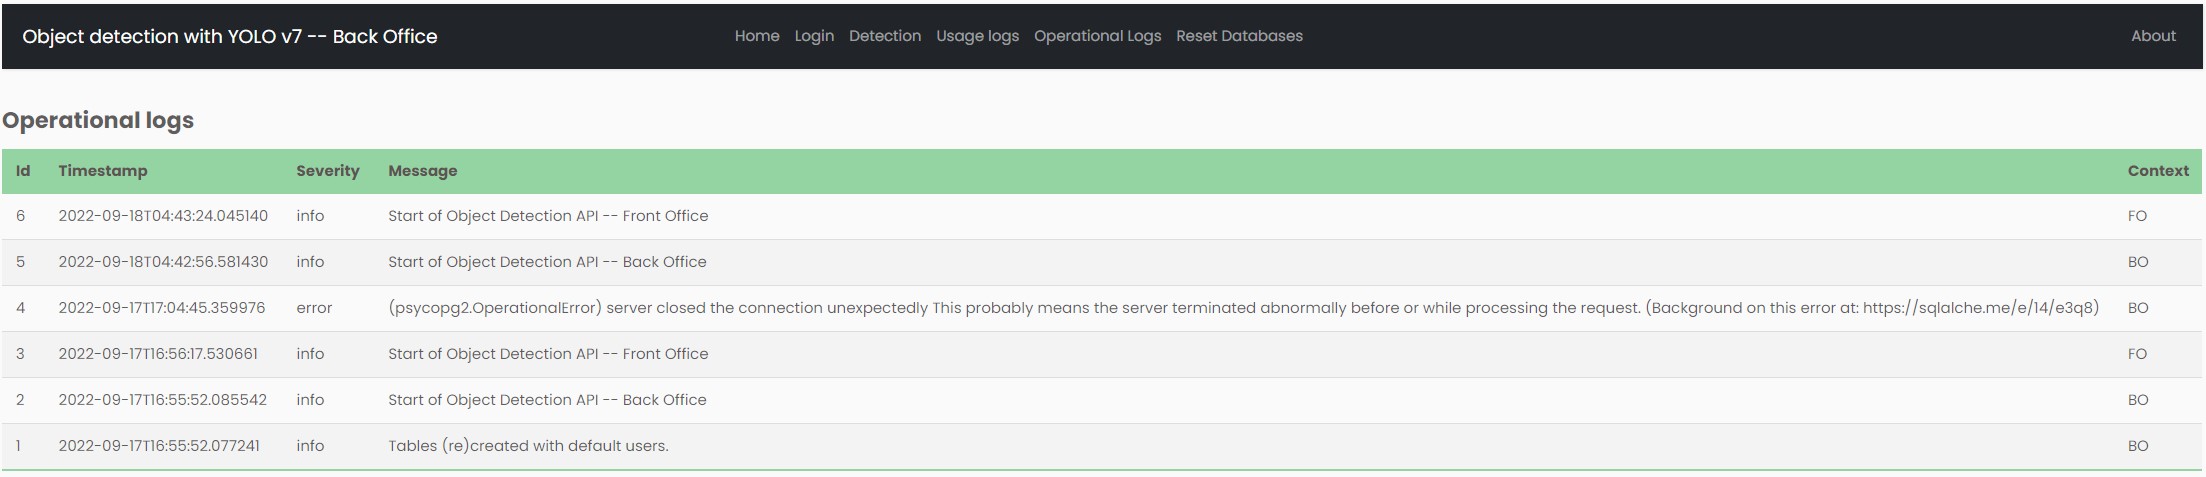 Object detection with YOLO v7 -- Back Office Home Login Detection Usage logs Operational Logs Reset Databases About
Operational logs
Id Timestamp Severity Message Context
6 2022-09-18T04:43:24.045140 info Start of Object Detection API -- Front Office FO
5 2022-09-18T04:42:56.581430 info Start of Object Detection API -- Back Office BO
4 2022-09-17T17:04:45.359976 error (psycopg2.OperationalError) server closed the connection unexpectedly This probably means the server terminated abnormally before or while processing the request. (Background on this error at: https://sqlalche.me/e/14/e3q8) BO
3 2022-09-17T16:56:17.530661 info Start of Object Detection API -- Front Office FO
2 2022-09-17T16:55:52.085542 info Start of Object Detection API -- Back Office BO
1 2022-09-17T16:55:52.077241 info Tables (re)created with default users. BO